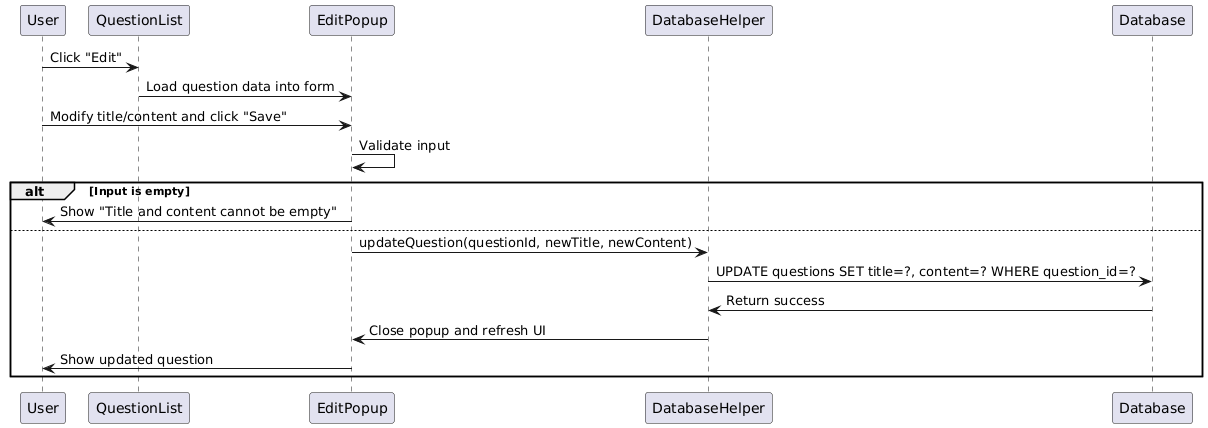 User QuestionList EditPopup DatabaseHelper Database
Click "Edit"
Load question data into form
Modify title/content and click "Save"
Validate input
alt [Input is empty]
Show "Title and content cannot be empty"
updateQuestion(questionId, newTitle, newContent)
UPDATE questions SET title=?, content=? WHERE question_id=?
Return success
Close popup and refresh UI
Show updated question
User QuestionList EditPopup DatabaseHelper Database